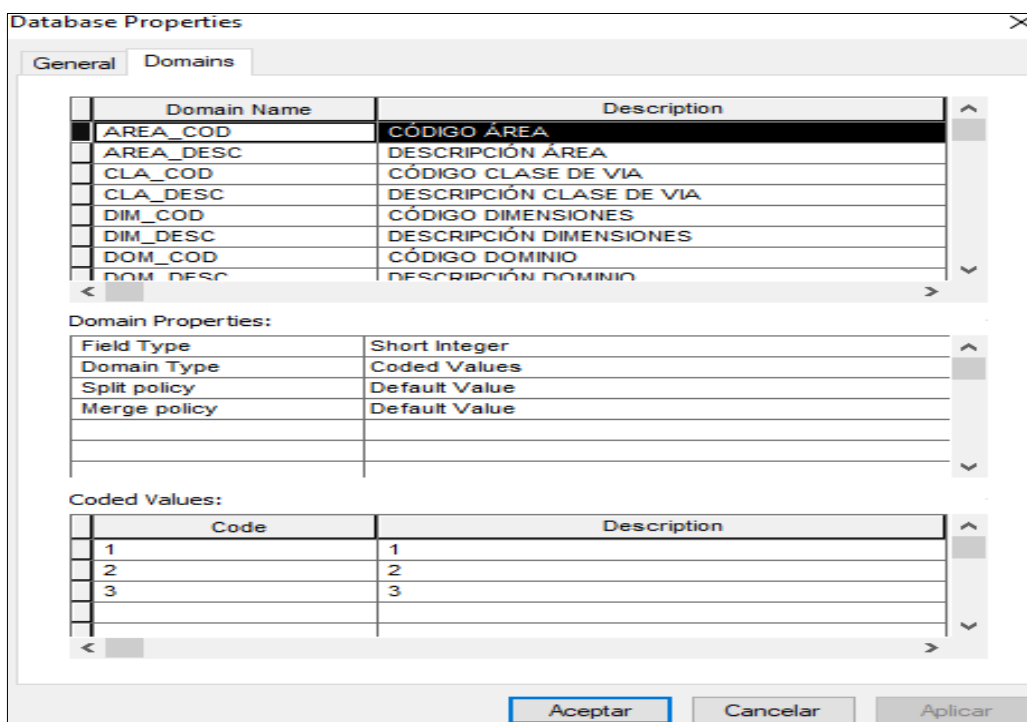 Database Properties
General Domains
Domain Name Description
AREA_COD CÓDIGO ÁREA
AREA_DESC DESCRIPCIÓN ÁREA
CLA_COD CÓDIGO CLASE DE VIA
CLA_DESC DESCRIPCIÓN CLASE DE VIA
DIM_COD CÓDIGO DIMENSIONES
DIM_DESC DESCRIPCIÓN DIMENSIONES
DOM_COD CÓDIGO DOMINIO
DOM_DESC DESCRIPCIÓN DOMINIO
Domain Properties:
Field Type Short Integer
Domain Type Coded Values
Split policy Default Value
Merge policy Default Value
Coded Values:
Code Description
1 1
2 2
3 3
Aceptar Cancelar Aplicar